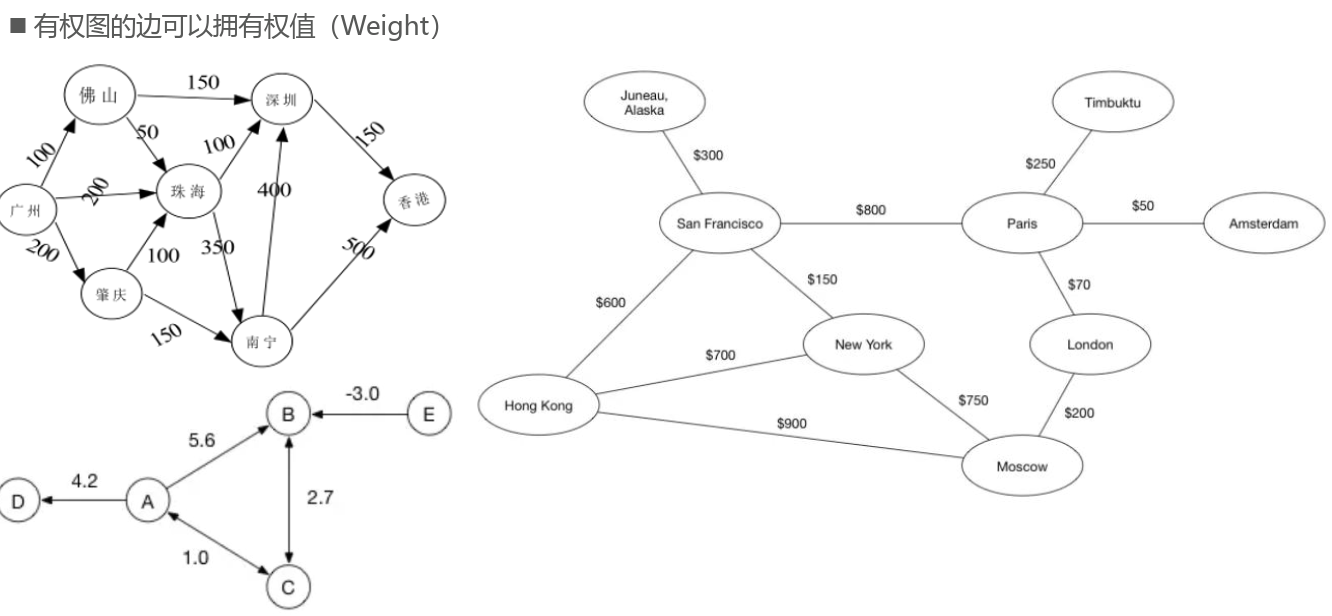 ■ 有权图的边可以拥有权值（Weight）
佛山
150
深圳
50
100
100
150
200
珠海
400
广州
香港
200
100
350
500
肇庆
150
南宁
-3.0
B
E
5.6
4.2
D
A
2.7
1.0
C
Juneau,
Alaska
Timbuktu
$300
$250
San Francisco
$800
Paris
$50
Amsterdam
$600
$150
$70
New York
London
$700
Hong Kong
$750
$200
$900
Moscow